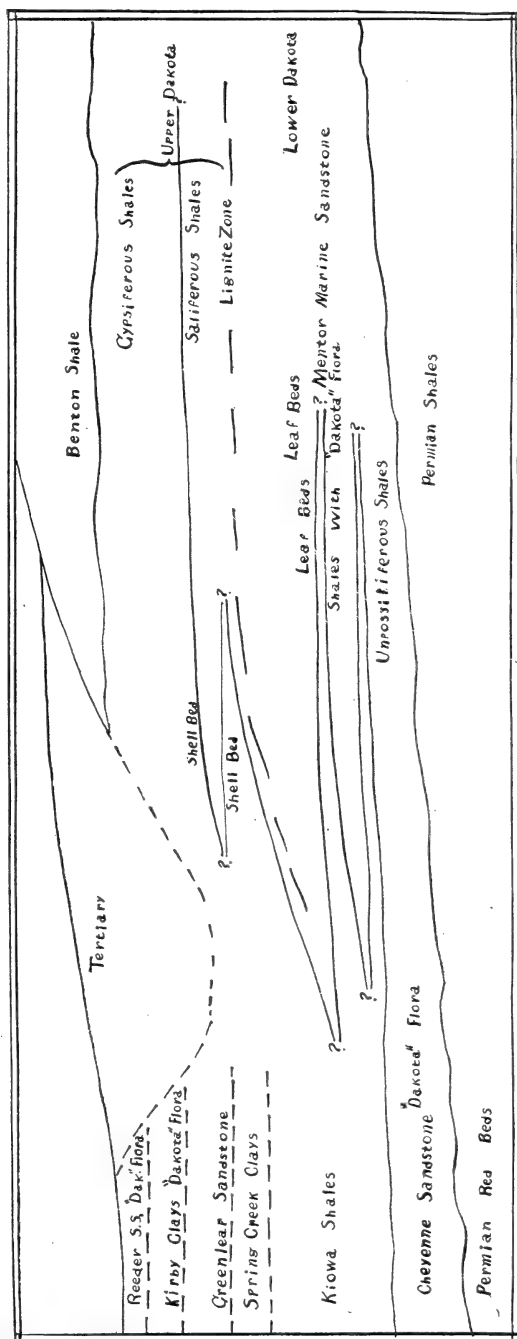 Tertiary
Benton Shale
Gypsiferous Shales
Upper Dakota
?
Saliferous Shales
Shell Bed
?
Shell Bed
?
Lignite Zone
Reeder S.S. "Dak." Flora
Kirby Clays "Dakota" Flora
Greenleaf Sandstone
Spring Creek Clays
Lower Dakota
Leaf Beds
Leaf Beds
? Mentor Marine Sandstone
Shales With "Dakota" Flora
?
?
?
Kiowa Shales
Unfossiliferous Shales
Cheyenne Sandstone "Dakota" Flora
Permian Shales
Permian Red Beds